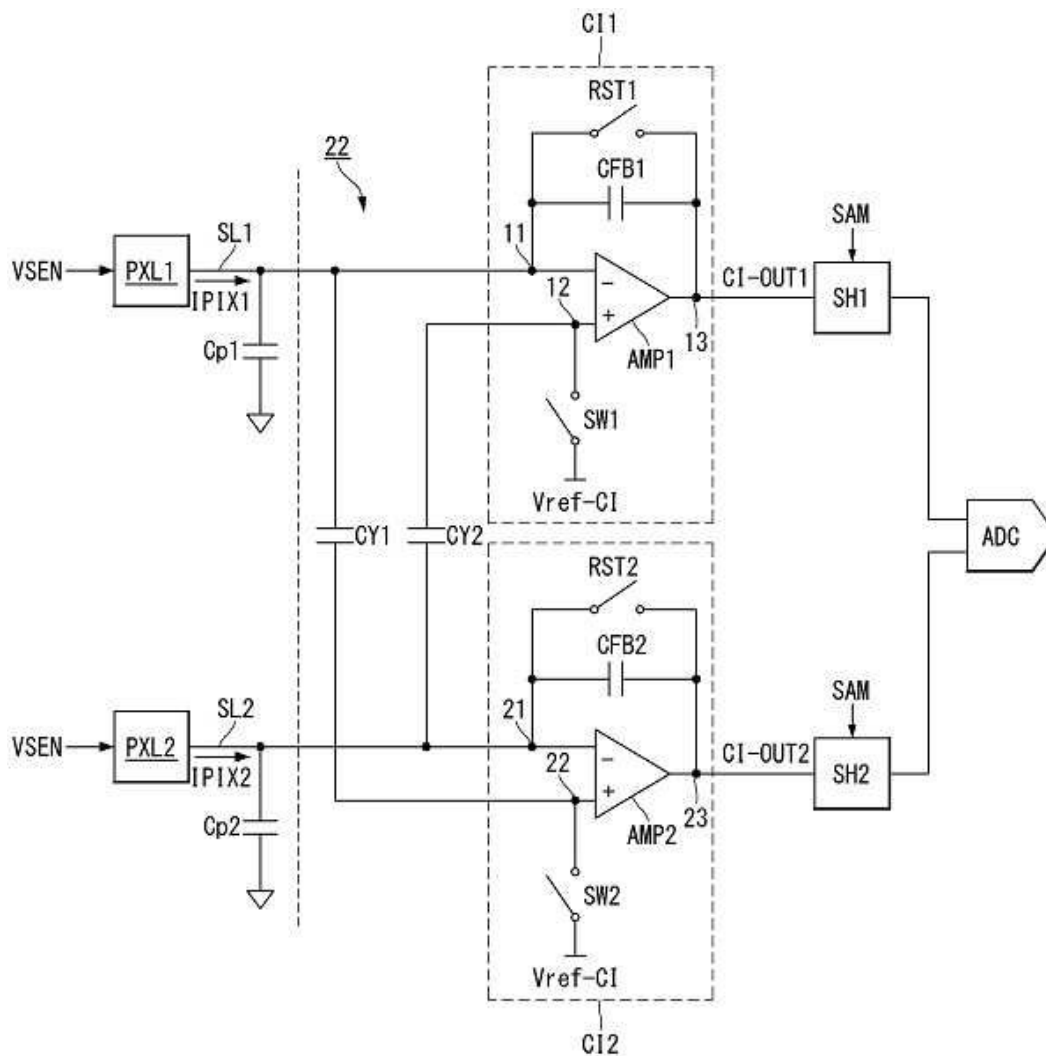 CI1
RST1
22
CFB1
SL1
11
SAM
VSEN
PXL1
IPIX1
12
-
+
CI-OUT1
SH1
AMP1
13
Cp1
SW1
Vref-CI
CY1
CY2
ADC
RST2
CFB2
SL2
21
SAM
VSEN
PXL2
IPIX2
22
-
+
CI-OUT2
SH2
AMP2
23
Cp2
SW2
Vref-CI
CI2